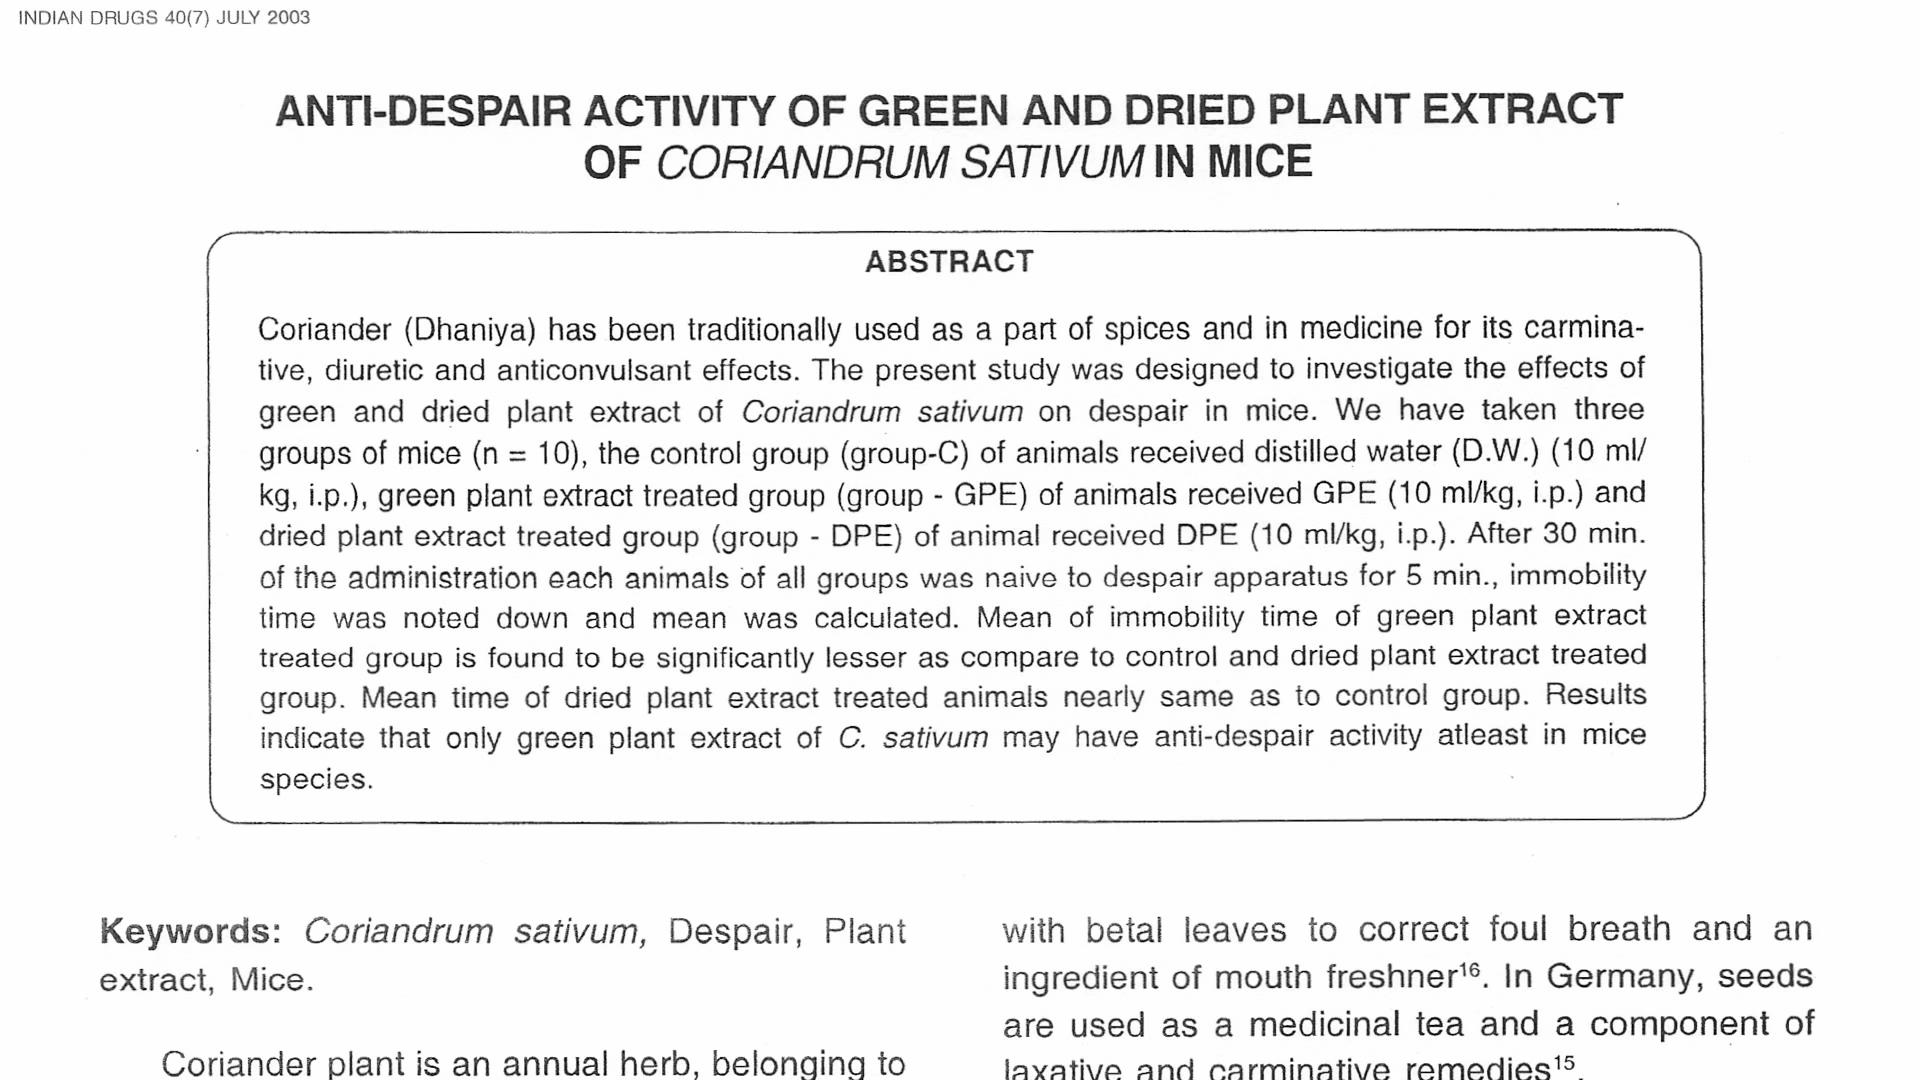 INDIAN DRUGS 40(7) JULY 2003
ANTI-DESPAIR ACTIVITY OF GREEN AND DRIED PLANT EXTRACT
OF CORIANDRUM SATIVUM IN MICE
ABSTRACT
Coriander (Dhaniya) has been traditionally used as a part of spices and in medicine for its carmina-
tive, diuretic and anticonvulsant effects. The present study was designed to investigate the effects of
green and dried plant extract of Coriandrum sativum on despair in mice. We have taken three
groups of mice (n = 10), the control group (group-C) of animals received distilled water (D.W.) (10 ml/
kg, i.p.), green plant extract treated group (group - GPE) of animals received GPE (10 ml/kg, i.p.) and
dried plant extract treated group (group - DPE) of animal received DPE (10 ml/kg, i.p.). After 30 min.
of the administration each animals of all groups was naive to despair apparatus for 5 min., immobility
time was noted down and mean was calculated. Mean of immobility time of green plant extract
treated group is found to be significantly lesser as compare to control and dried plant extract treated
group. Mean time of dried plant extract treated animals nearly same as to control group. Results
indicate that only green plant extract of C. sativum may have anti-despair activity atleast in mice
species.
Keywords: Coriandrum sativum, Despair, Plant
extract, Mice.
Coriander plant is an annual herb, belonging to
with betal leaves to correct foul breath and an
ingredient of mouth freshner16. In Germany, seeds
are used as a medicinal tea and a component of
laxative and carminative remedies15.